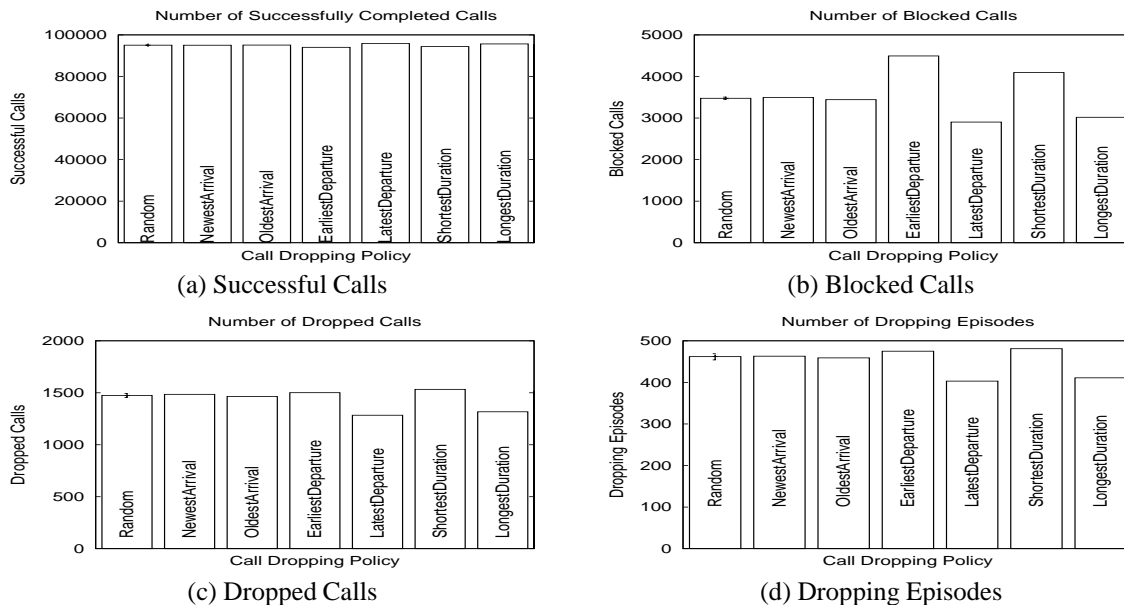 Number of Successfully Completed Calls
100000
80000
60000
40000
20000
0
Successful Calls
Random
NewestArrival
OldestArrival
EarliestDeparture
LatestDeparture
ShortestDuration
LongestDuration
Call Dropping Policy
(a) Successful Calls
Number of Blocked Calls
5000
4000
3000
2000
1000
0
Blocked Calls
Random
NewestArrival
OldestArrival
EarliestDeparture
LatestDeparture
ShortestDuration
LongestDuration
Call Dropping Policy
(b) Blocked Calls
Number of Dropped Calls
2000
1500
1000
500
0
Dropped Calls
Random
NewestArrival
OldestArrival
EarliestDeparture
LatestDeparture
ShortestDuration
LongestDuration
Call Dropping Policy
(c) Dropped Calls
Number of Dropping Episodes
500
400
300
200
100
0
Dropping Episodes
Random
NewestArrival
OldestArrival
EarliestDeparture
LatestDeparture
ShortestDuration
LongestDuration
Call Dropping Policy
(d) Dropping Episodes